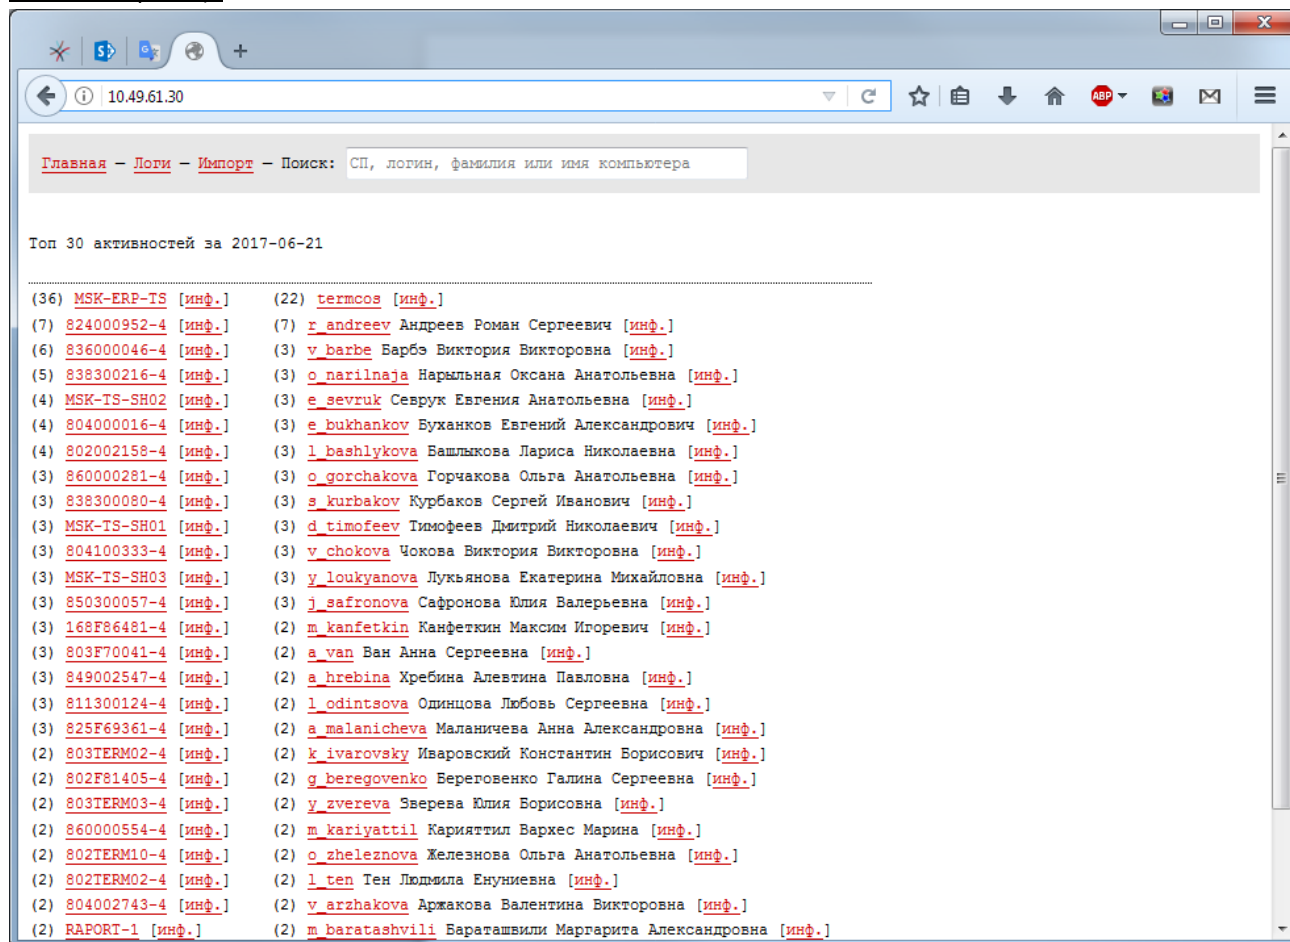 10.49.61.30
ABP
Главная — Логи — Импорт — Поиск: СП, логин, фамилия или имя компьютера
Топ 30 активностей за 2017-06-21
(36) MSK-ERP-TS [инф.] (22) termcos [инф.]
(7) 824000952-4 [инф.] (7) r_andreev Андреев Роман Сергеевич [инф.]
(6) 836000046-4 [инф.] (3) v_barbe Барбэ Виктория Викторовна [инф.]
(5) 838300216-4 [инф.] (3) o_narilnaja Нарыльная Оксана Анатольевна [инф.]
(4) MSK-TS-SH02 [инф.] (3) e_sevruk Севрук Евгения Анатольевна [инф.]
(4) 804000016-4 [инф.] (3) e_bukhankov Буханков Евгений Александрович [инф.]
(4) 802002158-4 [инф.] (3) l_bashlykova Башлыкова Лариса Николаевна [инф.]
(3) 860000281-4 [инф.] (3) o_gorchakova Горчакова Ольга Анатольевна [инф.]
(3) 838300080-4 [инф.] (3) s_kurbakov Курбаков Сергей Иванович [инф.]
(3) MSK-TS-SH01 [инф.] (3) d_timofeev Тимофеев Дмитрий Николаевич [инф.]
(3) 804100333-4 [инф.] (3) v_chokova Чокова Виктория Викторовна [инф.]
(3) MSK-TS-SH03 [инф.] (3) y_loukyanova Лукьянова Екатерина Михайловна [инф.]
(3) 850300057-4 [инф.] (3) j_safronova Сафронова Юлия Валерьевна [инф.]
(3) 168F86481-4 [инф.] (2) m_kanfetkin Канфеткин Максим Игоревич [инф.]
(3) 803F70041-4 [инф.] (2) a_van Ван Анна Сергеевна [инф.]
(3) 849002547-4 [инф.] (2) a_hrebina Хребина Алевтина Павловна [инф.]
(3) 811300124-4 [инф.] (2) l_odintsova Одинцова Любовь Сергеевна [инф.]
(3) 825F69361-4 [инф.] (2) a_malanicheva Маланичева Анна Александровна [инф.]
(2) 803TERM02-4 [инф.] (2) k_ivarovsky Иваровский Константин Борисович [инф.]
(2) 802F81405-4 [инф.] (2) g_beregovenko Береговенко Галина Сергеевна [инф.]
(2) 803TERM03-4 [инф.] (2) y_zvereva Зверева Юлия Борисовна [инф.]
(2) 860000554-4 [инф.] (2) m_kariyattil Карияттил Вархес Марина [инф.]
(2) 802TERM10-4 [инф.] (2) o_zheleznova Железнова Ольга Анатольевна [инф.]
(2) 802TERM02-4 [инф.] (2) l_ten Тен Людмила Енуниевна [инф.]
(2) 804002743-4 [инф.] (2) v_arzhakova Аржакова Валентина Викторовна [инф.]
(2) RAPORT-1 [инф.] (2) m_baratashvili Бараташвили Маргарита Александровна [инф.]